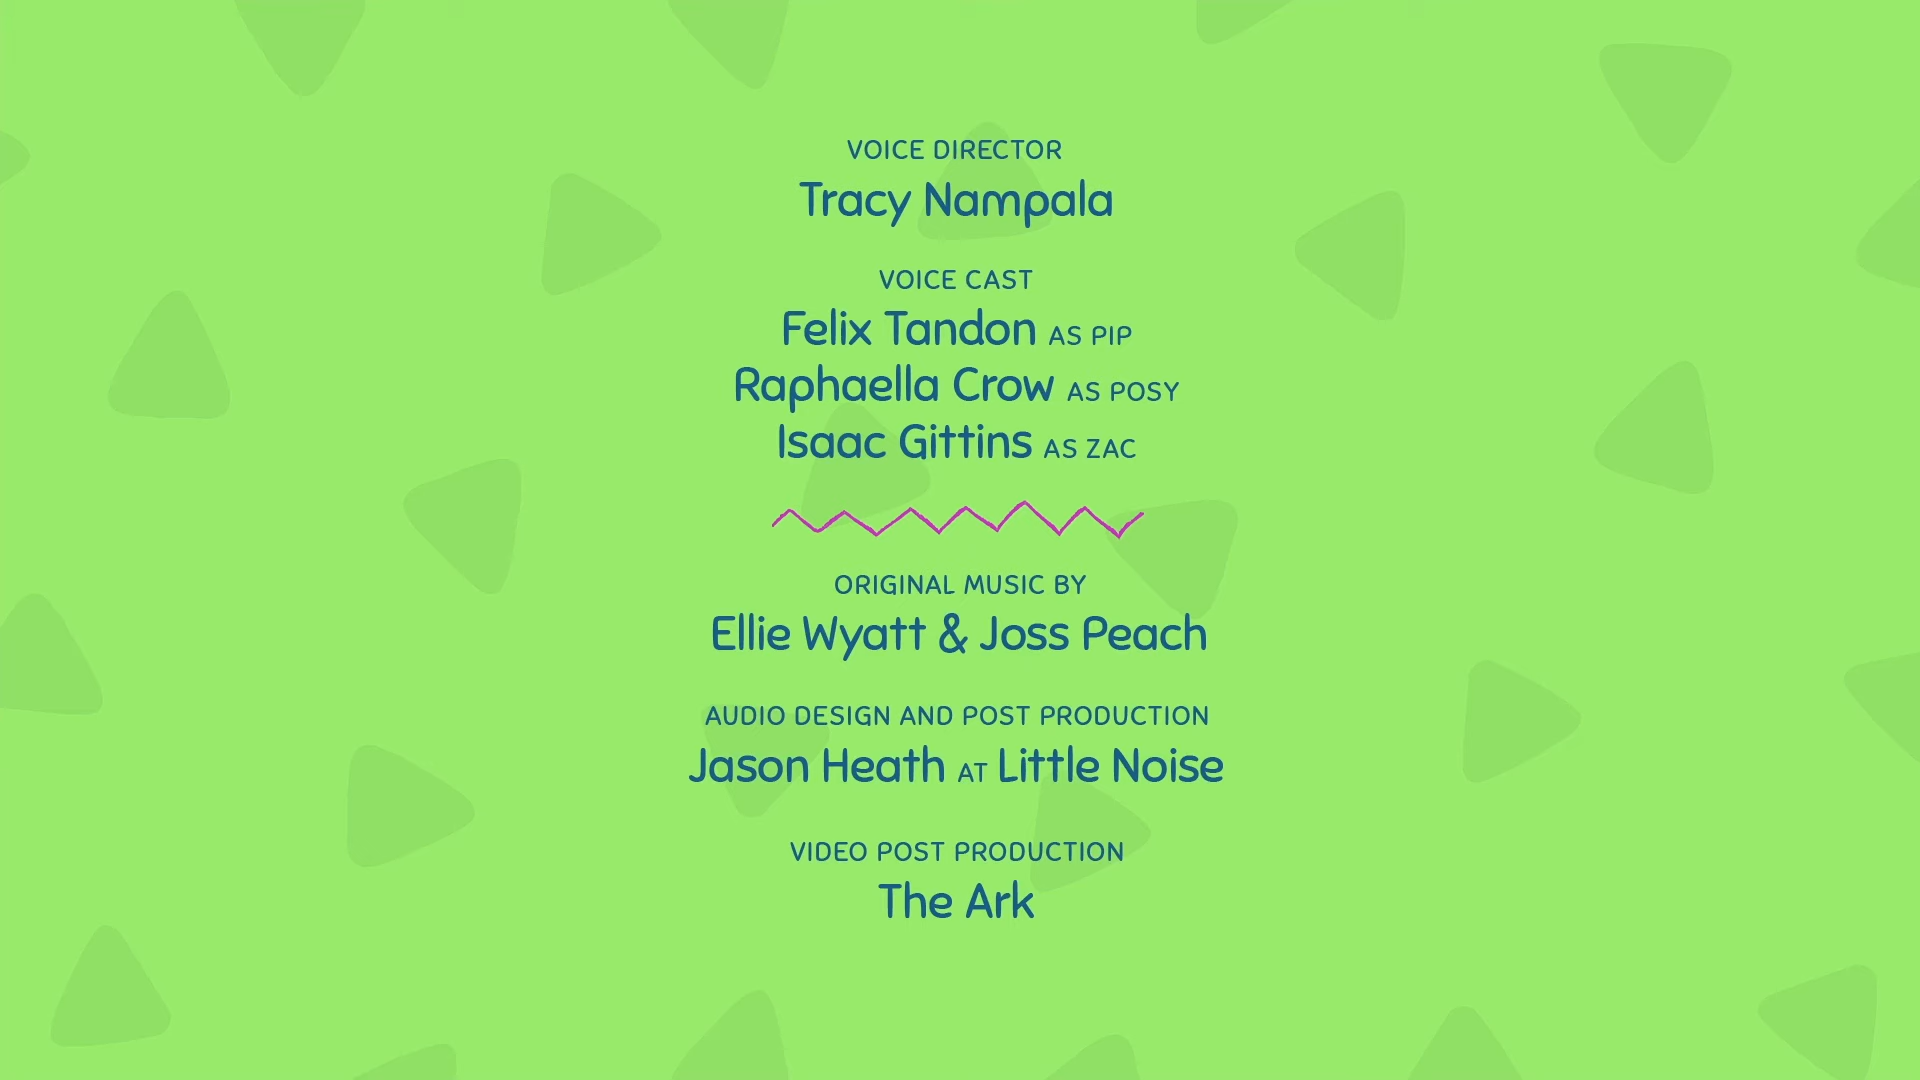 VOICE DIRECTOR
Tracy Nampala
VOICE CAST
Felix Tandon AS PIP
Raphaella Crow AS POSY
Isaac Gittins AS ZAC
ORIGINAL MUSIC BY
Ellie Wyatt & Joss Peach
AUDIO DESIGN AND POST PRODUCTION
Jason Heath AT Little Noise
VIDEO POST PRODUCTION
The Ark